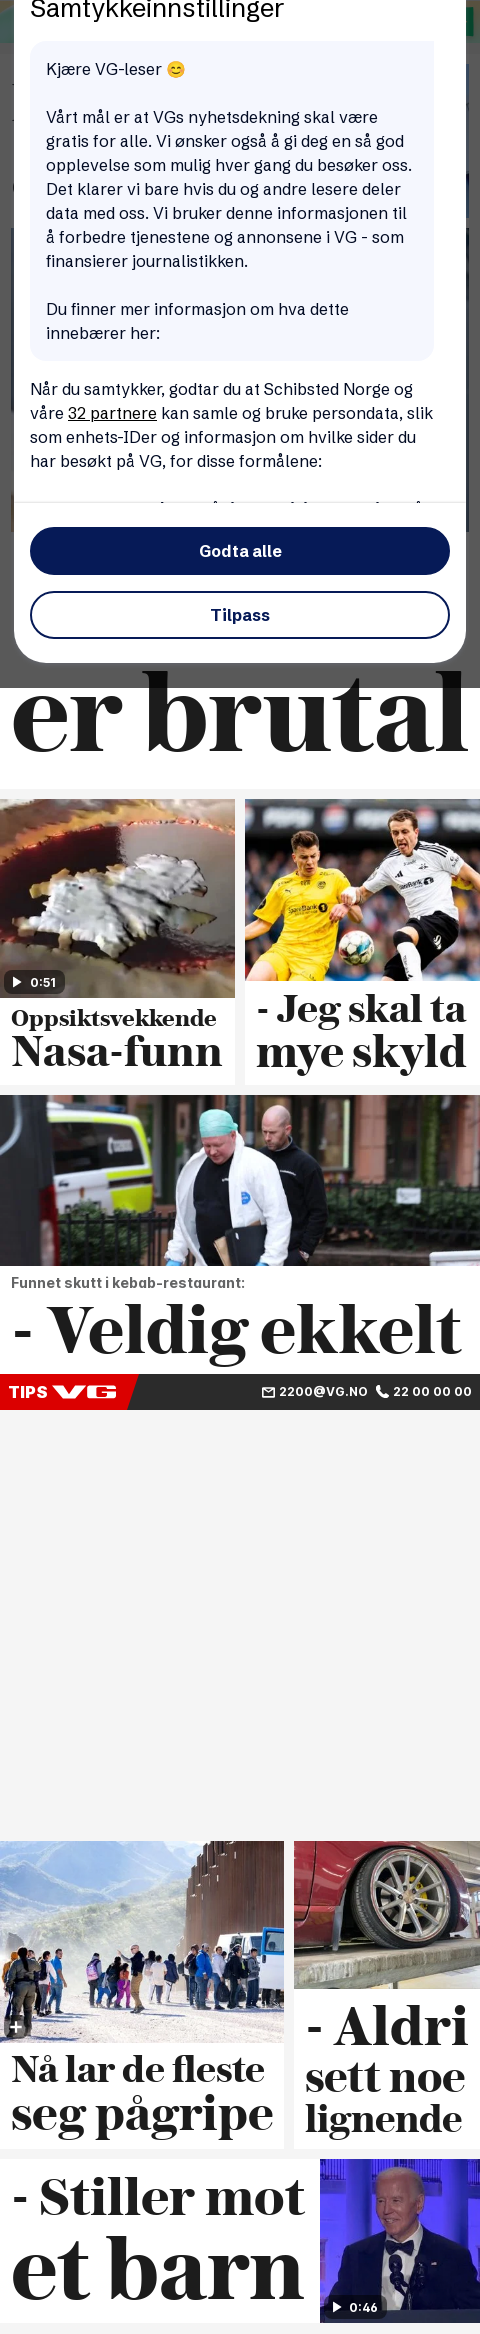 Samtykkeinnstillinger
Kjære VG-leser 😊
Vårt mål er at VGs nyhetsdekning skal være
gratis for alle. Vi ønsker også å gi deg en så god
opplevelse som mulig hver gang du besøker oss.
Det klarer vi bare hvis du og andre lesere deler
data med oss. Vi bruker denne informasjonen til
å forbedre tjenestene og annonsene i VG - som
finansierer journalistikken.
Du finner mer informasjon om hva dette
innebærer her:
Når du samtykker, godtar du at Schibsted Norge og
våre 32 partnere kan samle og bruke persondata, slik
som enhets-IDer og informasjon om hvilke sider du
har besøkt på VG, for disse formålene:
Godta alle
Tilpass
er brutal
0:51
Oppsiktsvekkende
Nasa-funn
- Jeg skal ta
mye skyld
Funnet skutt i kebab-restaurant:
- Veldig ekkelt
TIPS VG
2200@VG.NO 22 00 00 00
Nå lar de fleste
seg pågripe
- Aldri
sett noe
lignende
- Stiller mot
et barn
0:46